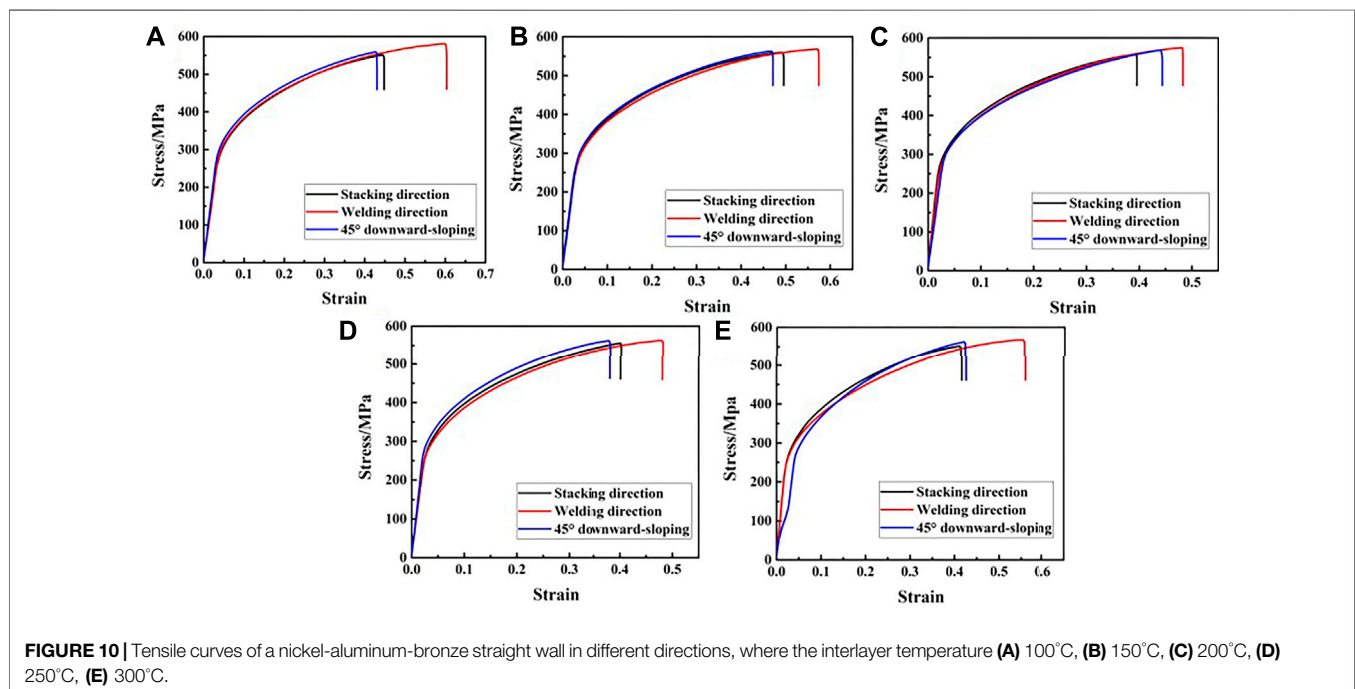 A
600
500
400
300
200
100
0
0.0 0.1 0.2 0.3 0.4 0.5 0.6 0.7
Stress/MPa
Strain
Stacking direction
Welding direction
45° downward-sloping
B
600
500
400
300
200
100
0
0.0 0.1 0.2 0.3 0.4 0.5 0.6
Stress/MPa
Strain
Stacking direction
Welding direction
45° downward-sloping
C
600
500
400
300
200
100
0
0.0 0.1 0.2 0.3 0.4 0.5
Stress/MPa
Strain
Stacking direction
Welding direction
45° downward-sloping
D
600
500
400
300
200
100
0
0.0 0.1 0.2 0.3 0.4 0.5
Stress/MPa
Strain
Stacking direction
Welding direction
45° downward-sloping
E
600
500
400
300
200
100
0
0.0 0.1 0.2 0.3 0.4 0.5 0.6
Stress/Mpa
Strain
Stacking direction
Welding direction
45° downward-sloping
FIGURE 10 | Tensile curves of a nickel-aluminum-bronze straight wall in different directions, where the interlayer temperature (A) 100°C, (B) 150°C, (C) 200°C, (D)
250°C, (E) 300°C.